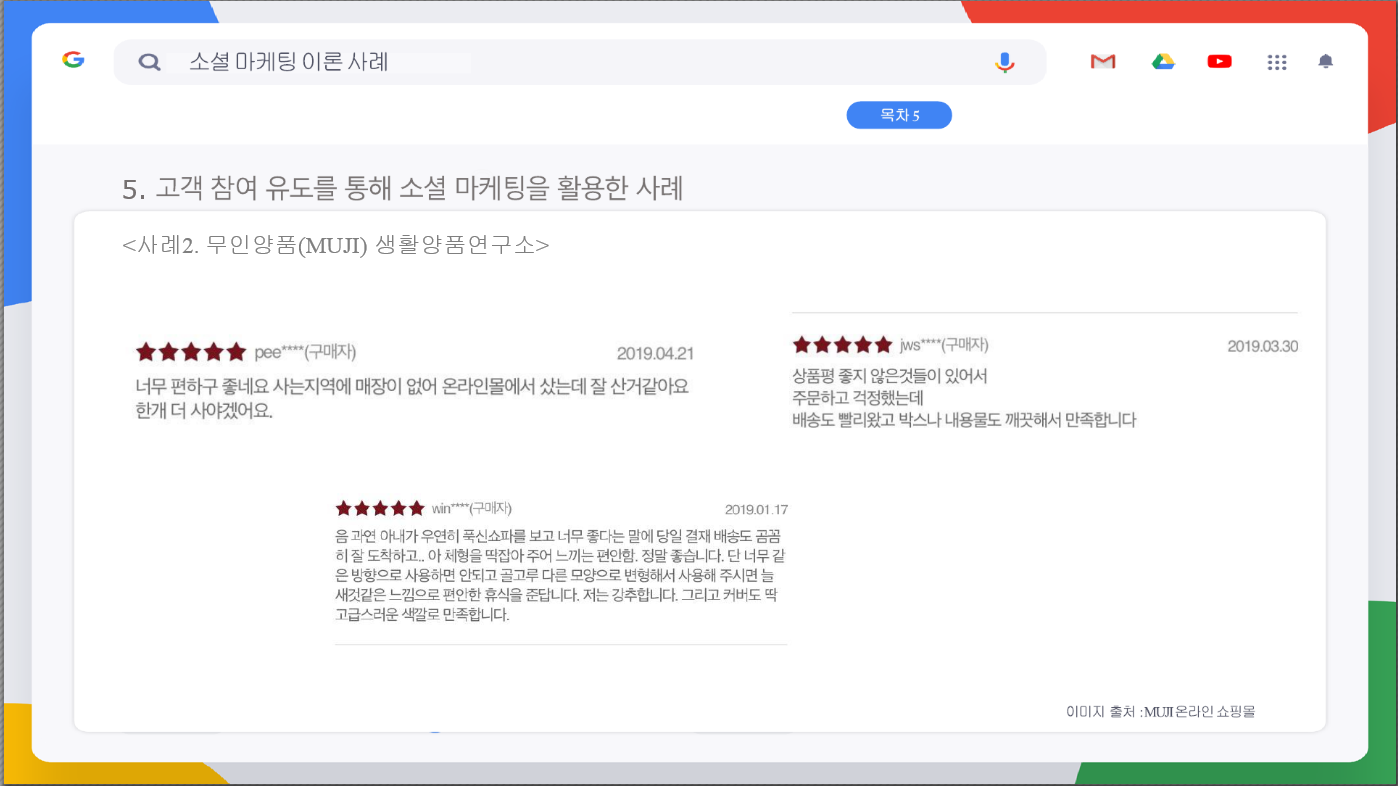 소셜 마케팅 이론 사례
목차 5
5. 고객 참여 유도를 통해 소셜 마케팅을 활용한 사례
<사례2. 무인양품(MUJI) 생활양품연구소>
★★★★★ pee****(구매자) 2019.04.21
너무 편하구 좋네요 사는지역에 매장이 없어 온라인몰에서 샀는데 잘 산거같아요
한개 더 사야겠어요.
★★★★★ jws****(구매자) 2019.03.30
상품평 좋지 않은것들이 있어서
주문하고 걱정했는데
배송도 빨리왔고 박스나 내용물도 깨끗해서 만족합니다
★★★★★ win****(구매자) 2019.01.17
음 과연 아내가 우연히 푹신쇼파를 보고 너무 좋다는 말에 당일 결재 배송도 꼼꼼
히 잘 도착하고.. 아 체형을 딱잡아 주어 느끼는 편안함. 정말 좋습니다. 단 너무 같
은 방향으로 사용하면 안되고 골고루 다른 모양으로 변형해서 사용해 주시면 늘
새것같은 느낌으로 편안한 휴식을 준답니다. 저는 강추합니다. 그리고 커버도 딱
고급스러운 색깔로 만족합니다.
이미지 출처 : MUJI 온라인 쇼핑몰